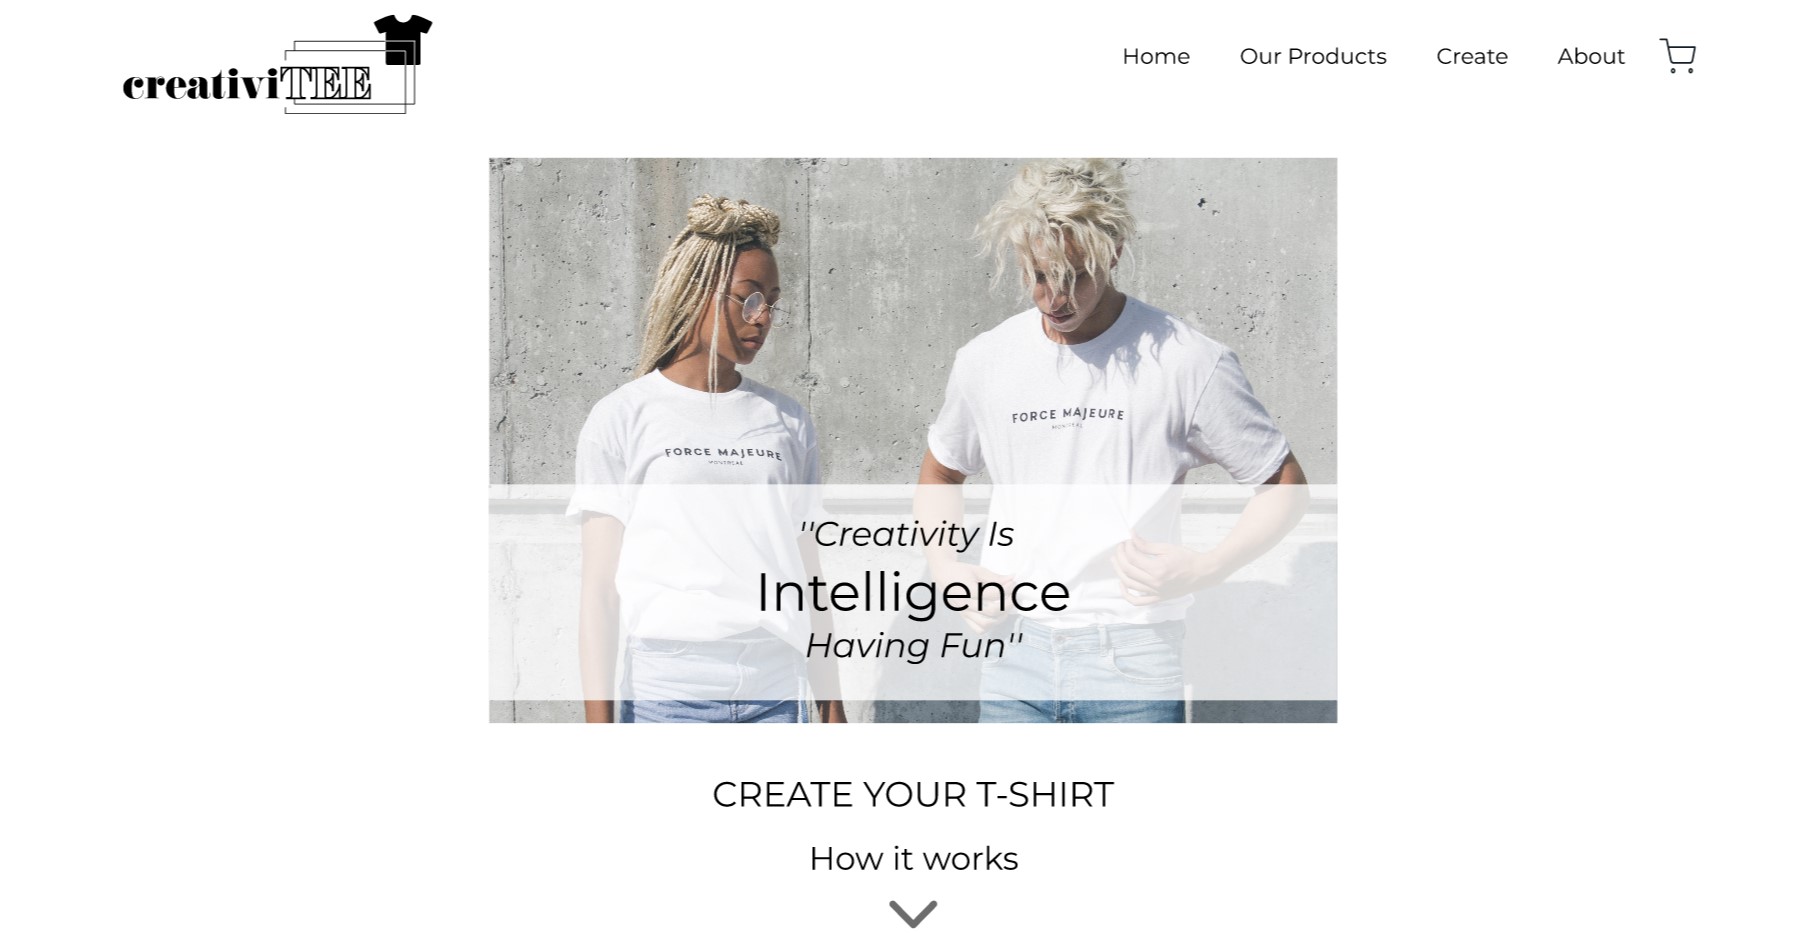 creativiTEE
Home
Our Products
Create
About
FORCE MAJEURE
MONTREAL
FORCE MAJEURE
MONTREAL
"Creativity Is
Intelligence
Having Fun"
CREATE YOUR T-SHIRT
How it works